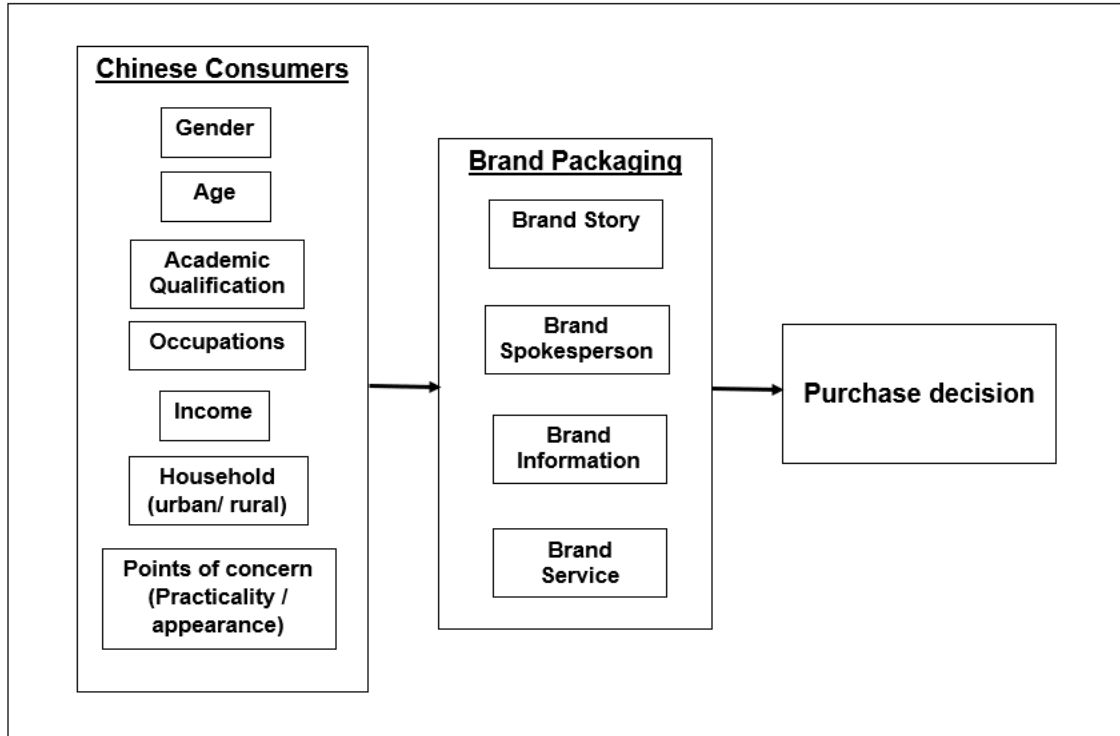 Chinese Consumers
Gender
Age
Academic
Qualification
Occupations
Income
Household
(urban/ rural)
Points of concern
(Practicality /
appearance)
Brand Packaging
Brand Story
Brand
Spokesperson
Brand
Information
Brand
Service
Purchase decision